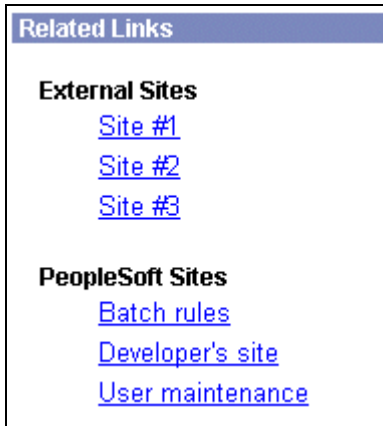 Related Links
External Sites
Site #1
Site #2
Site #3
PeopleSoft Sites
Batch rules
Developer's site
User maintenance